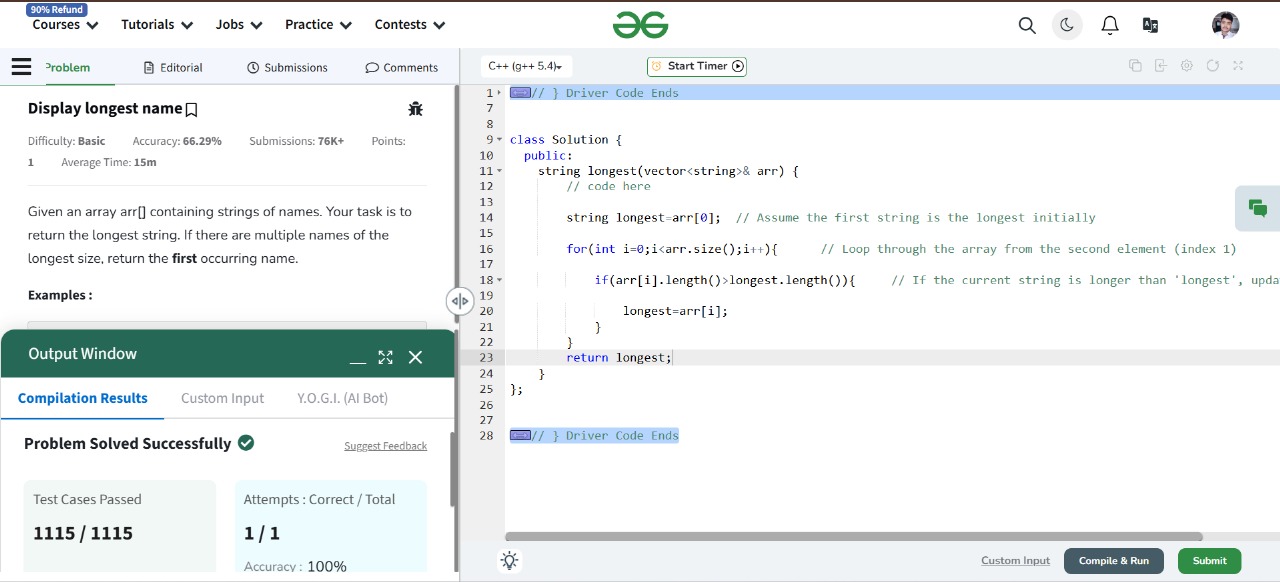 90% Refund
Courses Tutorials Jobs Practice Contests
Problem Editorial Submissions Comments
C++ (g++ 5.4) Start Timer
Display longest name
Difficulty: Basic Accuracy: 66.29% Submissions: 76K+ Points:
1 Average Time: 15m
Given an array arr[] containing strings of names. Your task is to
return the longest string. If there are multiple names of the
longest size, return the first occurring name.
Examples :
Output Window
Compilation Results Custom Input Y.O.G.I. (AI Bot)
Problem Solved Successfully Suggest Feedback
Test Cases Passed Attempts : Correct / Total
1115 / 1115 1 / 1
Accuracy : 100%
1 // } Driver Code Ends
7
8
9 class Solution {
10 public:
11 string longest(vector<string>& arr) {
12 // code here
13
14 string longest=arr[0]; // Assume the first string is the longest initially
15
16 for(int i=0;i<arr.size();i++){ // Loop through the array from the second element (index 1)
17
18 if(arr[i].length()>longest.length()){ // If the current string is longer than 'longest', upda
19
20 longest=arr[i];
21 }
22 }
23 return longest;
24 }
25 };
26
27
28 // } Driver Code Ends
Custom Input Compile & Run Submit